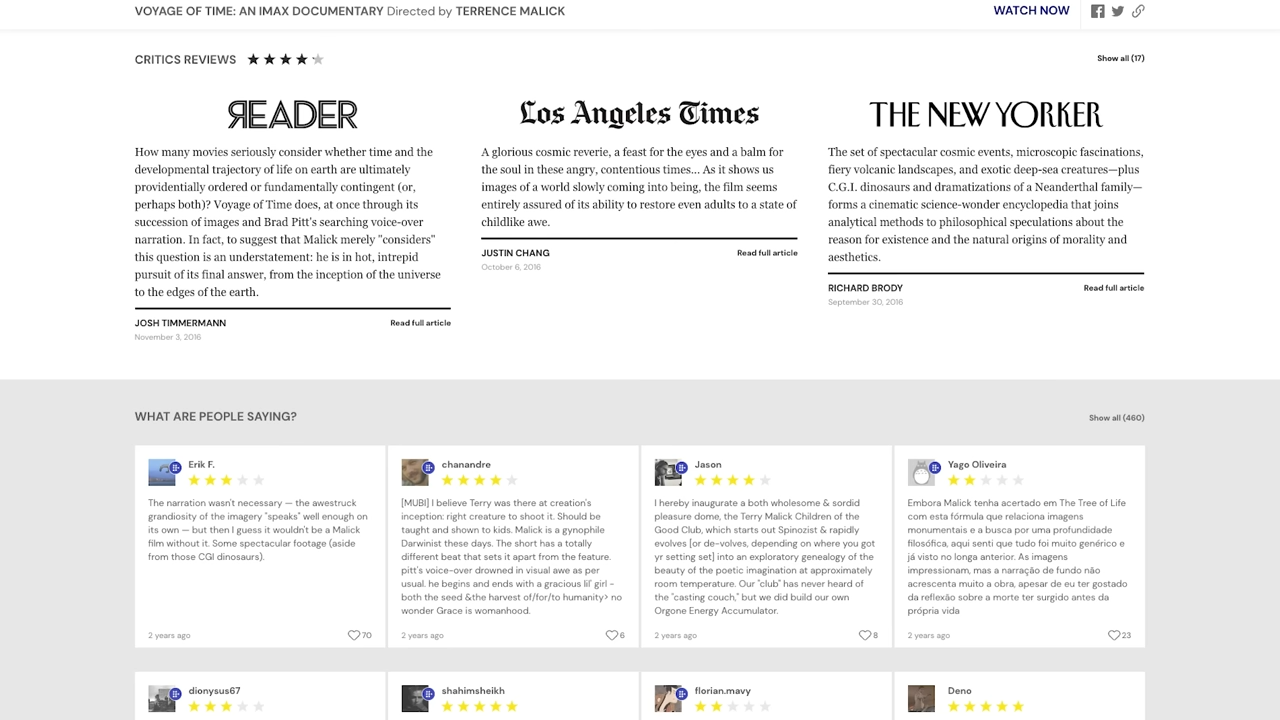 VOYAGE OF TIME: AN IMAX DOCUMENTARY Directed by TERRENCE MALICK
WATCH NOW
CRITICS REVIEWS
Show all (17)
READER
How many movies seriously consider whether time and the
developmental trajectory of life on earth are ultimately
providentially ordered or fundamentally contingent (or,
perhaps both)? Voyage of Time does, at once through its
succession of images and Brad Pitt's searching voice-over
narration. In fact, to suggest that Malick merely "considers"
this question is an understatement: he is in hot, intrepid
pursuit of its final answer, from the inception of the universe
to the edges of the earth.
JOSH TIMMERMANN
Read full article
November 3, 2016
Los Angeles Times
A glorious cosmic reverie, a feast for the eyes and a balm for
the soul in these angry, contentious times... As it shows us
images of a world slowly coming into being, the film seems
entirely assured of its ability to restore even adults to a state of
childlike awe.
JUSTIN CHANG
Read full article
October 6, 2016
THE NEW YORKER
The set of spectacular cosmic events, microscopic fascinations,
fiery volcanic landscapes, and exotic deep-sea creatures—plus
C.G.I. dinosaurs and dramatizations of a Neanderthal family—
forms a cinematic science-wonder encyclopedia that joins
analytical methods to philosophical speculations about the
reason for existence and the natural origins of morality and
aesthetics.
RICHARD BRODY
Read full article
September 30, 2016
WHAT ARE PEOPLE SAYING?
Show all (460)
Erik F.
The narration wasn't necessary — the awestruck
grandiosity of the imagery "speaks" well enough on
its own — but then I guess it wouldn't be a Malick
film without it. Some spectacular footage (aside
from those CGI dinosaurs).
2 years ago
70
chanandre
[MUBI] I believe Terry was there at creation's
inception: right creature to shoot it. Should be
taught and shown to kids. Malick is a gynophile
Darwinist these days. The short has a totally
different beat that sets it apart from the feature.
pitt's voice-over drowned in visual awe as per
usual. he begins and ends with a gracious lil' girl -
both the seed &the harvest of/for/to humanity> no
wonder Grace is womanhood.
2 years ago
6
Jason
I hereby inaugurate a both wholesome & sordid
pleasure dome, the Terry Malick Children of the
Good Club, which starts out Spinozist & rapidly
evolves [or de-volves, depending on where you got
yr setting set] into an exploratory genealogy of the
beauty of the poetic imagination at approximately
room temperature. Our "club" has never heard of
the "casting couch," but we did build our own
Orgone Energy Accumulator.
2 years ago
8
Yago Oliveira
Embora Malick tenha acertado em The Tree of Life
com esta fórmula que relaciona imagens
monumentais e a busca por uma profundidade
filosófica, aqui senti que tudo foi muito genérico e
já visto no longa anterior. As imagens
impressionam, mas a narração de fundo não
acrescenta muito a obra, apesar de eu ter gostado
da reflexão sobre a morte ter surgido antes da
própria vida
2 years ago
23
dionysus67
shahimsheikh
florian.mavy
Deno